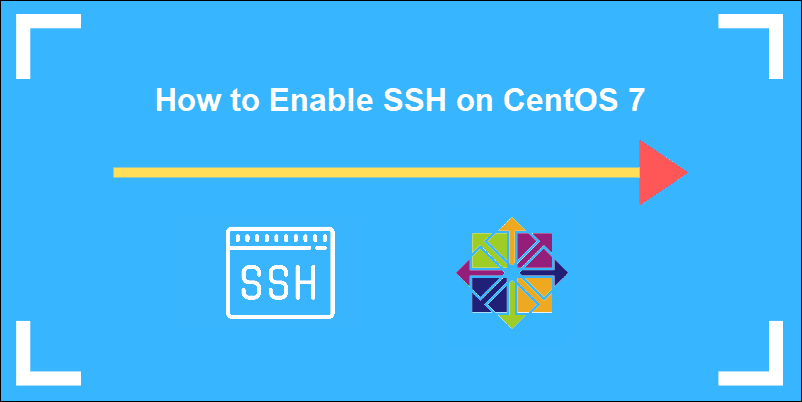 How to Enable SSH on CentOS 7
SSH